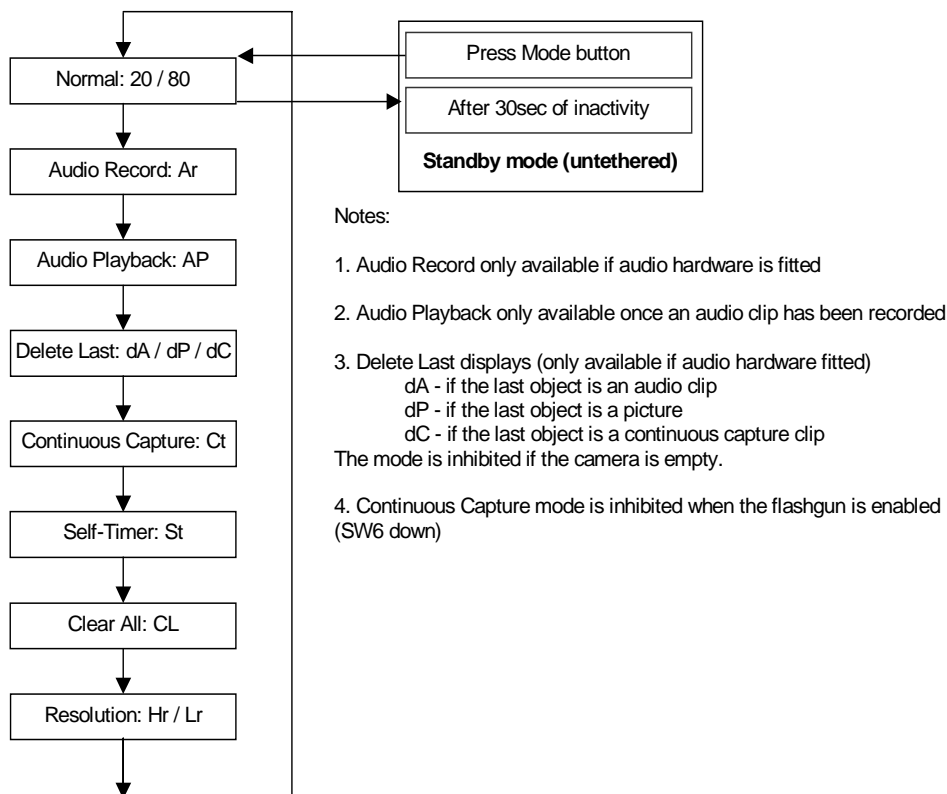 Normal: 20 / 80
Audio Record: Ar
Audio Playback: AP
Delete Last: dA / dP / dC
Continuous Capture: Ct
Self-Timer: St
Clear All: CL
Resolution: Hr / Lr
Press Mode button
After 30sec of inactivity
Standby mode (untethered)
Notes:
1. Audio Record only available if audio hardware is fitted
2. Audio Playback only available once an audio clip has been recorded
3. Delete Last displays (only available if audio hardware fitted)
dA - if the last object is an audio clip
dP - if the last object is a picture
dC - if the last object is a continuous capture clip
The mode is inhibited if the camera is empty.
4. Continuous Capture mode is inhibited when the flashgun is enabled
(SW6 down)